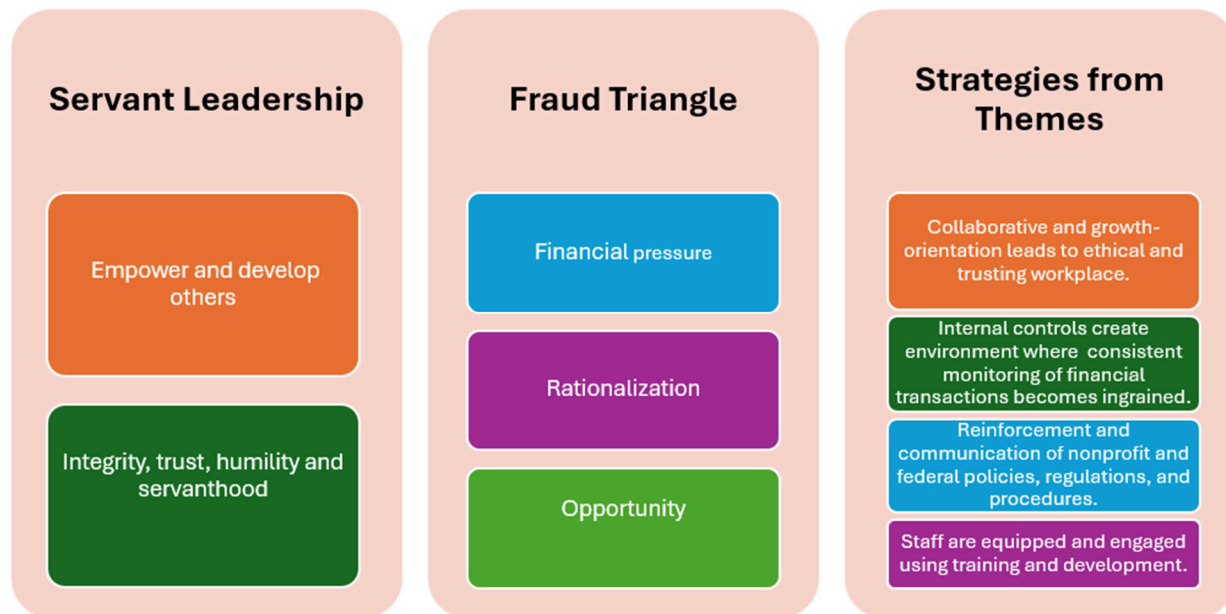 Servant Leadership
Empower and develop
others
Integrity, trust, humility and
servanthood
Fraud Triangle
Financial pressure
Rationalization
Opportunity
Strategies from
Themes
Collaborative and growth-
orientation leads to ethical and
trusting workplace.
Internal controls create
environment where consistent
monitoring of financial
transactions becomes ingrained.
Reinforcement and
communication of nonprofit and
federal policies, regulations, and
procedures.
Staff are equipped and engaged
using training and development.